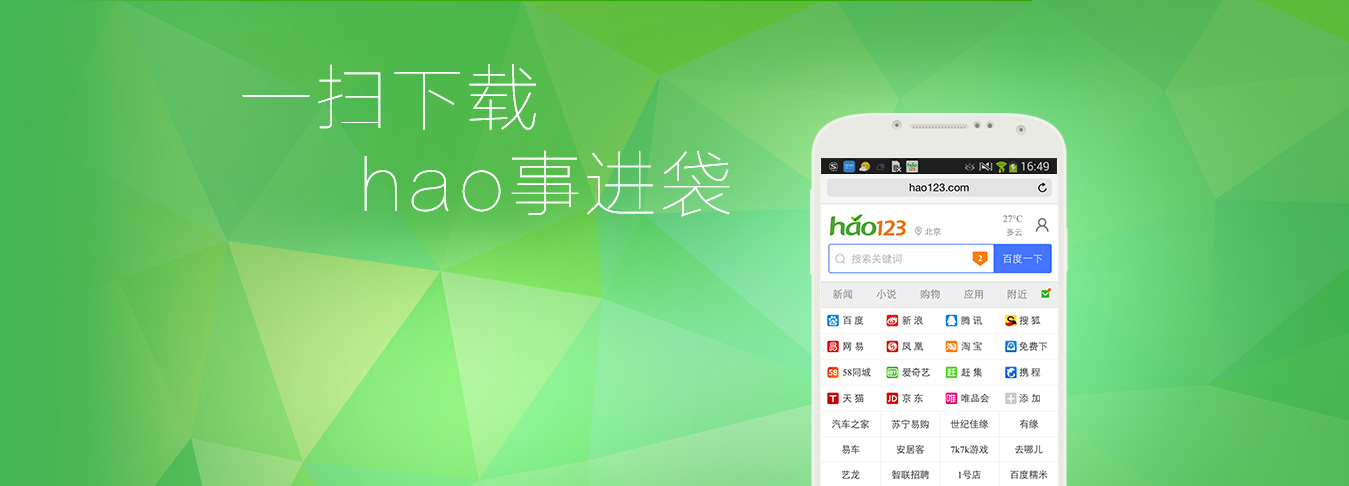 一扫下载
hao事进袋
16:49
hao123.com
hao123 北京 27°C 多云
搜索关键词 2 百度一下
新闻 小说 购物 应用 附近
百度 新浪 腾讯 搜狐
网易 凤凰 淘宝 免费下
58 58同城 爱奇艺 赶 赶集 携程
T 天猫 JD 京东 唯 唯品会 添加
汽车之家 苏宁易购 世纪佳缘 有缘
易车 安居客 7k7k游戏 去哪儿
艺龙 智联招聘 1号店 百度糯米